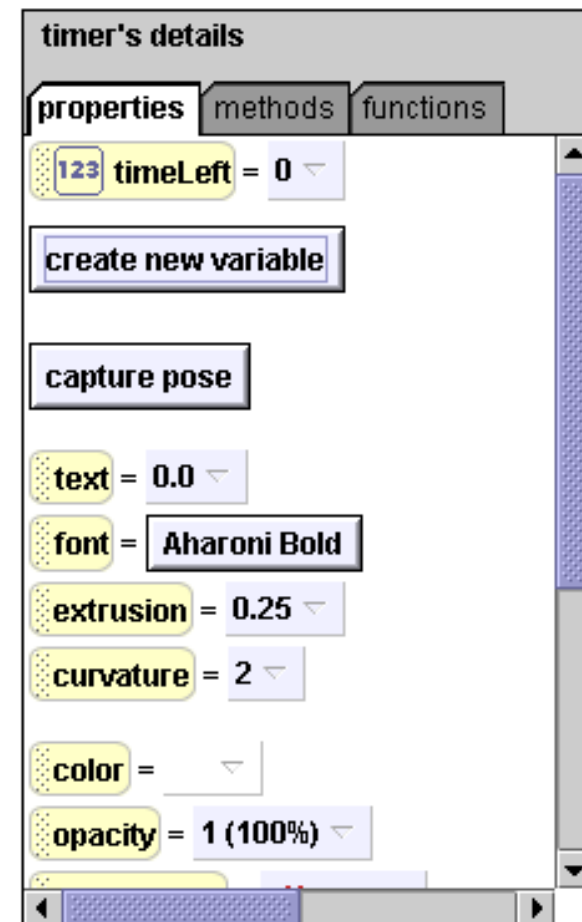 timer's details
properties methods functions
123 timeLeft = 0
create new variable
capture pose
text = 0.0
font = Aharoni Bold
extrusion = 0.25
curvature = 2
color =
opacity = 1 (100%)